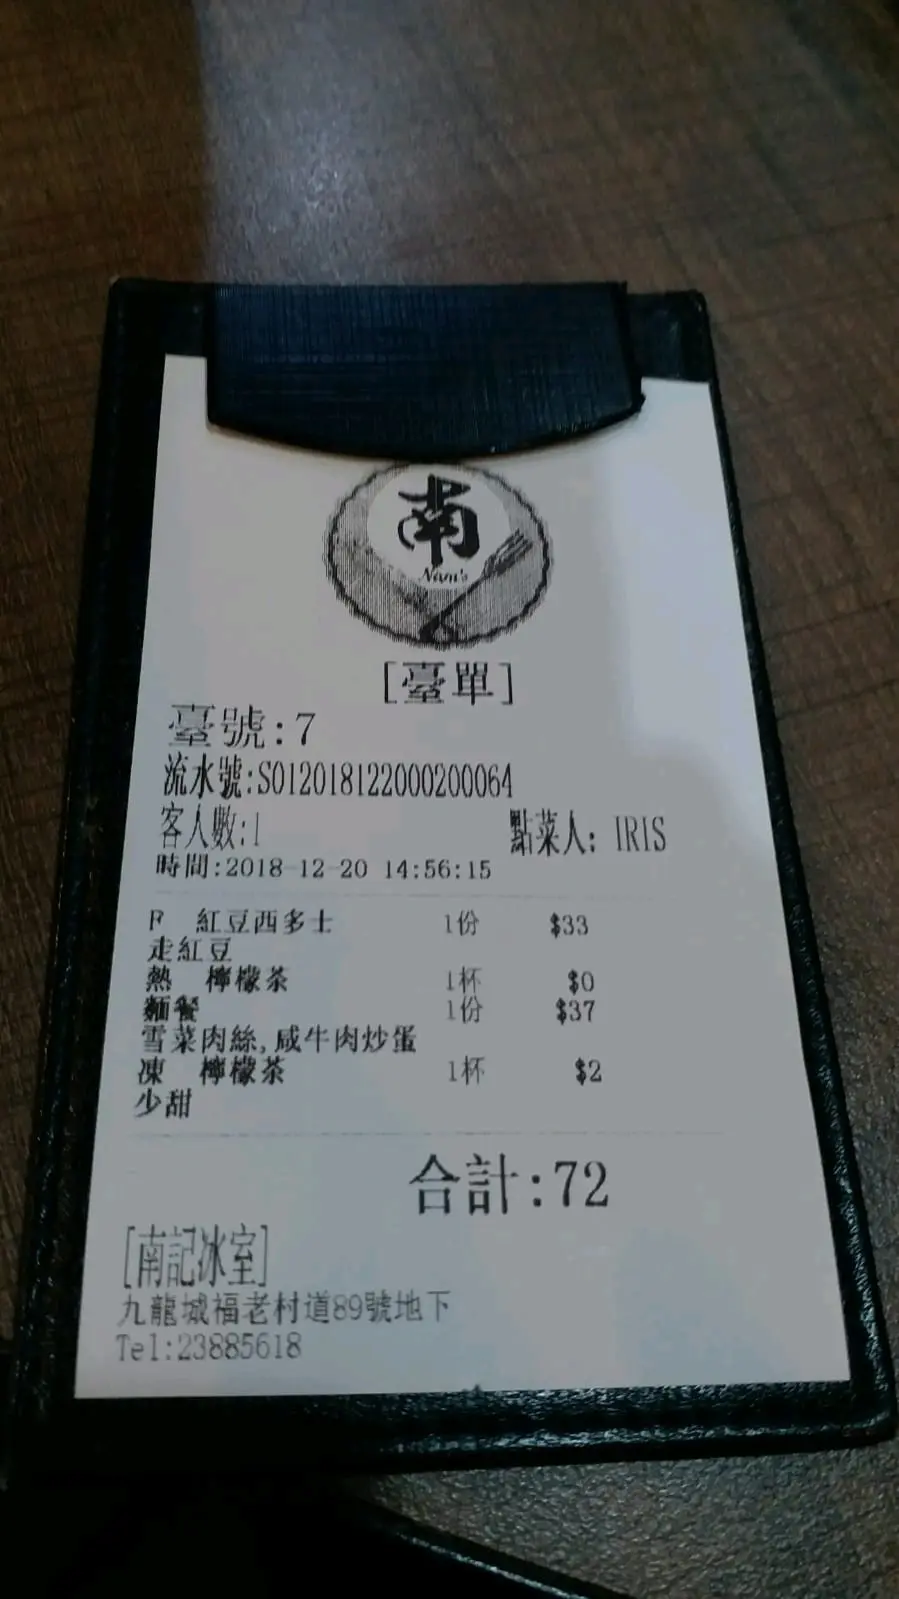 南
Nam's
[臺單]
臺號:7
流水號:S012018122000200064
客人數:1 點菜人: IRIS
時間:2018-12-20 14:56:15
F 紅豆西多士 1份 $33
走紅豆
熱 檸檬茶 1杯 $0
麵餐 1份 $37
雪菜肉絲,咸牛肉炒蛋
凍 檸檬茶 1杯 $2
少甜
合計:72
[南記冰室]
九龍城福老村道89號地下
Tel:23885618